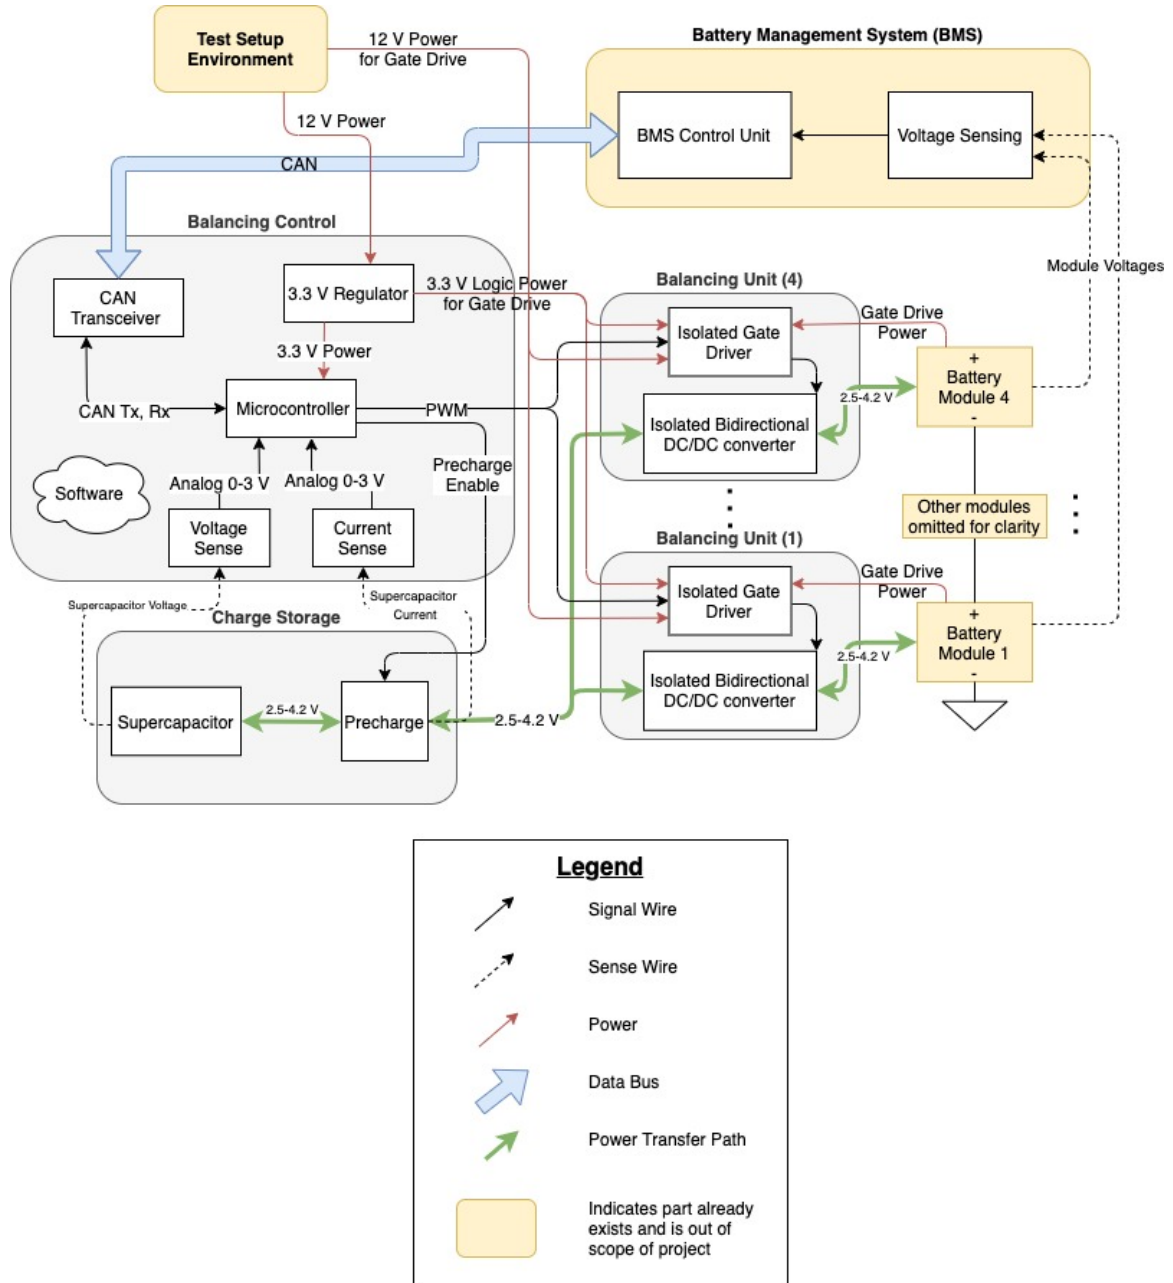 Test Setup
Environment
12 V Power
for Gate Drive
12 V Power
Battery Management System (BMS)
BMS Control Unit
Voltage Sensing
CAN
Module Voltages
Balancing Control
CAN
Transceiver
3.3 V Regulator
3.3 V Logic Power
for Gate Drive
3.3 V Power
CAN Tx, Rx
Microcontroller
PWM
Precharge
Enable
Software
Analog 0-3 V
Analog 0-3 V
Voltage
Sense
Current
Sense
Supercapacitor Voltage
Supercapacitor
Current
Balancing Unit (4)
Isolated Gate
Driver
Isolated Bidirectional
DC/DC converter
Gate Drive
Power
2.5-4.2 V
+
Battery
Module 4
-
Other modules
omitted for clarity
Balancing Unit (1)
Isolated Gate
Driver
Isolated Bidirectional
DC/DC converter
Gate Drive
Power
2.5-4.2 V
+
Battery
Module 1
-
Charge Storage
Supercapacitor
2.5-4.2 V
Precharge
2.5-4.2 V
Legend
Signal Wire
Sense Wire
Power
Data Bus
Power Transfer Path
Indicates part already
exists and is out of
scope of project